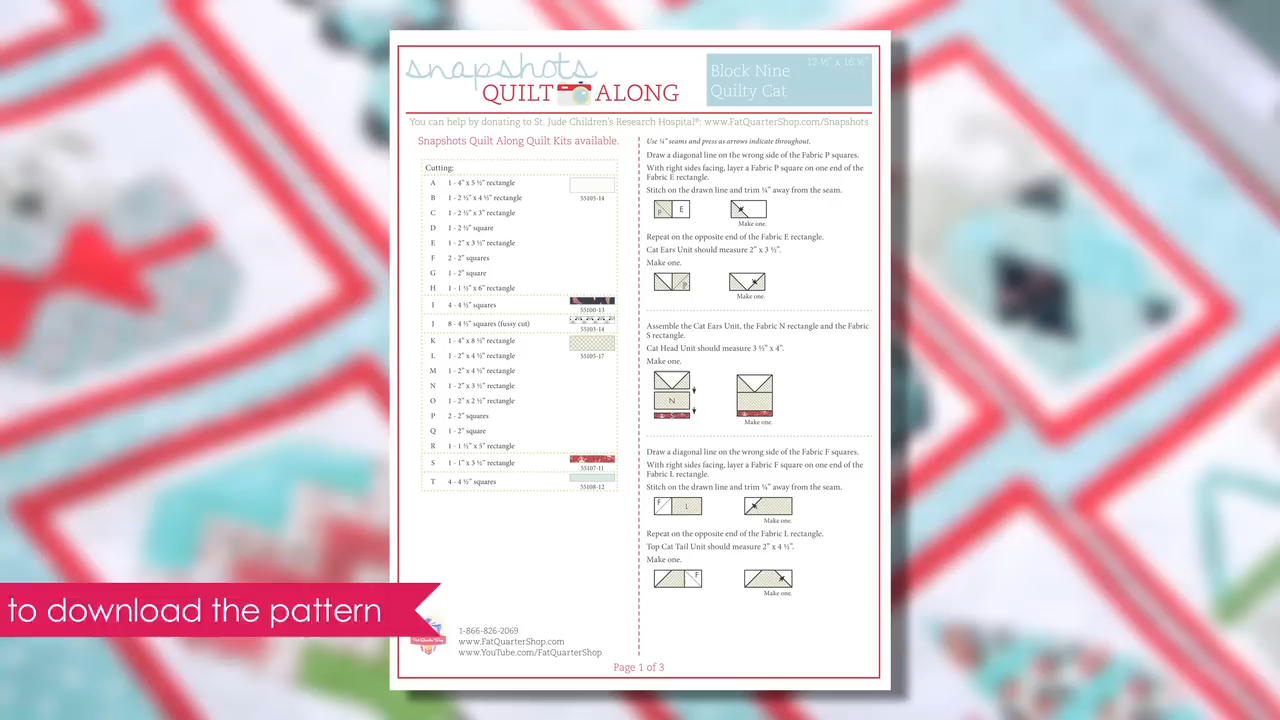 snapshots
QUILT ALONG
12 ½" x 16 ½"
Block Nine
Quilty Cat
You can help by donating to St. Jude Children's Research Hospital®: www.FatQuarterShop.com/Snapshots
Snapshots Quilt Along Quilt Kits available.
Cutting:
A 1 - 4" x 5 ½" rectangle
B 1 - 2 ½" x 4 ½" rectangle
55105-14
C 1 - 2 ½" x 3" rectangle
D 1 - 2 ½" square
E 1 - 2" x 3 ½" rectangle
F 2 - 2" squares
G 1 - 2" square
H 1 - 1 ½" x 6" rectangle
I 4 - 4 ½" squares
55100-13
J 8 - 4 ½" squares (fussy cut)
55103-14
K 1 - 4" x 8 ½" rectangle
L 1 - 2" x 4 ½" rectangle
55105-17
M 1 - 2" x 4 ½" rectangle
N 1 - 2" x 3 ½" rectangle
O 1 - 2" x 2 ½" rectangle
P 2 - 2" squares
Q 1 - 2" square
R 1 - 1 ½" x 5" rectangle
S 1 - 1" x 3 ½" rectangle
55107-11
T 4 - 4 ½" squares
55108-12
Use ¼" seams and press as arrows indicate throughout.
Draw a diagonal line on the wrong side of the Fabric P squares.
With right sides facing, layer a Fabric P square on one end of the
Fabric E rectangle.
Stitch on the drawn line and trim ¼" away from the seam.
P E
Make one.
Repeat on the opposite end of the Fabric E rectangle.
Cat Ears Unit should measure 2" x 3 ½".
Make one.
P
Make one.
Assemble the Cat Ears Unit, the Fabric N rectangle and the Fabric
S rectangle.
Cat Head Unit should measure 3 ½" x 4".
Make one.
N
S
Make one.
Draw a diagonal line on the wrong side of the Fabric F squares.
With right sides facing, layer a Fabric F square on one end of the
Fabric L rectangle.
Stitch on the drawn line and trim ¼" away from the seam.
F L
Make one.
Repeat on the opposite end of the Fabric L rectangle.
Top Cat Tail Unit should measure 2" x 4 ½".
Make one.
F
Make one.
to download the pattern
1-866-826-2069
www.FatQuarterShop.com
www.YouTube.com/FatQuarterShop
Page 1 of 3